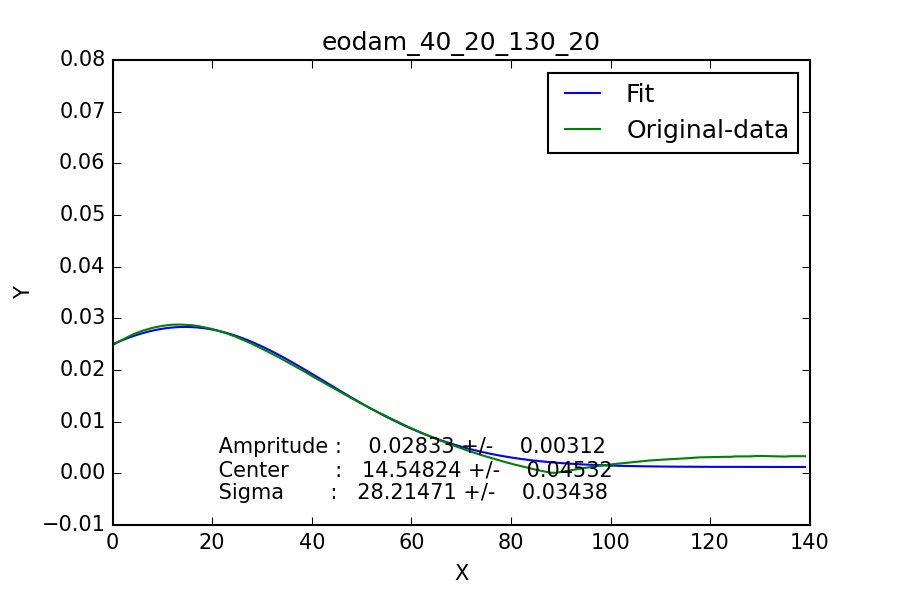 eodam_40_20_130_20
0.08
0.07
0.06
0.05
0.04
0.03
0.02
0.01
0.00
−0.01
Y
Fit
Original-data
Ampritude : 0.02833 +/- 0.00312
Center : 14.54824 +/- 0.04532
Sigma : 28.21471 +/- 0.03438
0 20 40 60 80 100 120 140
X